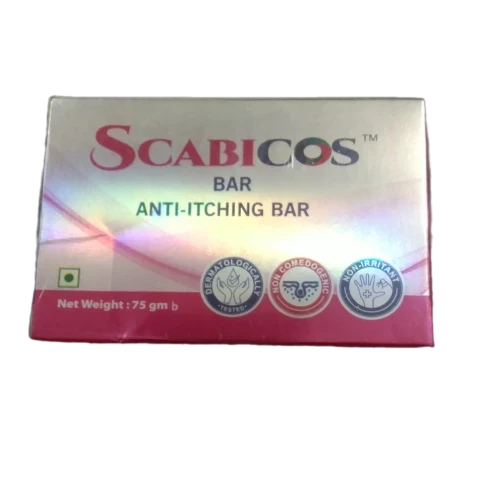 SCABICOS™
BAR
ANTI-ITCHING BAR
DERMATOLOGICALLY
•TESTED•
NON COMEDOGENIC
NON-IRRITANT
Net Weight : 75 gm b